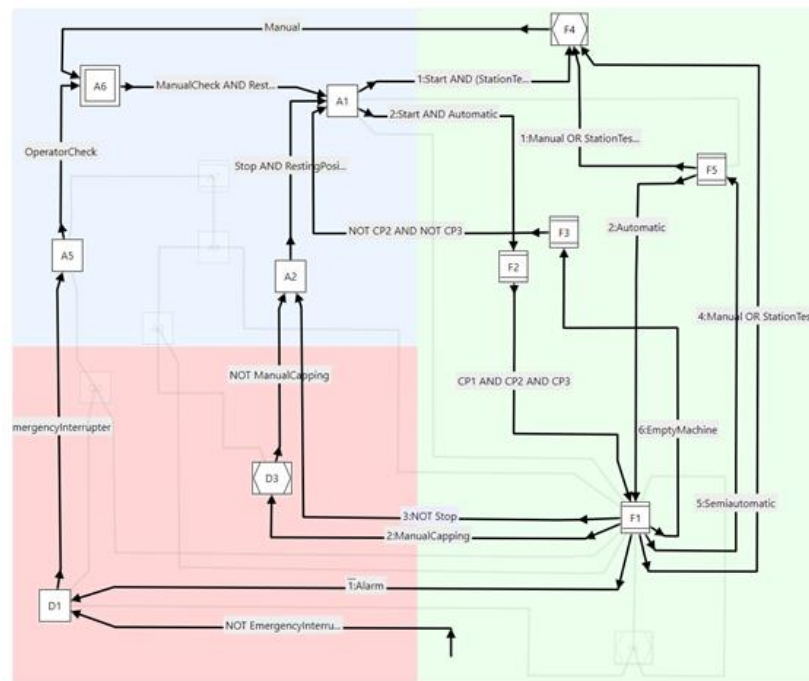 Manual
F4
A6
ManualCheck AND Rest...
A1
1:Start AND (StationTe...
2:Start AND Automatic
OperatorCheck
Stop AND RestingPosi...
1:Manual OR StationTes...
F5
A5
NOT CP2 AND NOT CP3
F3
2:Automatic
A2
F2
4:Manual OR StationTes
NOT ManualCapping
CP1 AND CP2 AND CP3
mergencyInterrupter
6:EmptyMachine
D3
5:Semiautomatic
3:NOT Stop
F1
2:ManualCapping
1:Alarm
D1
NOT EmergencyInterru...